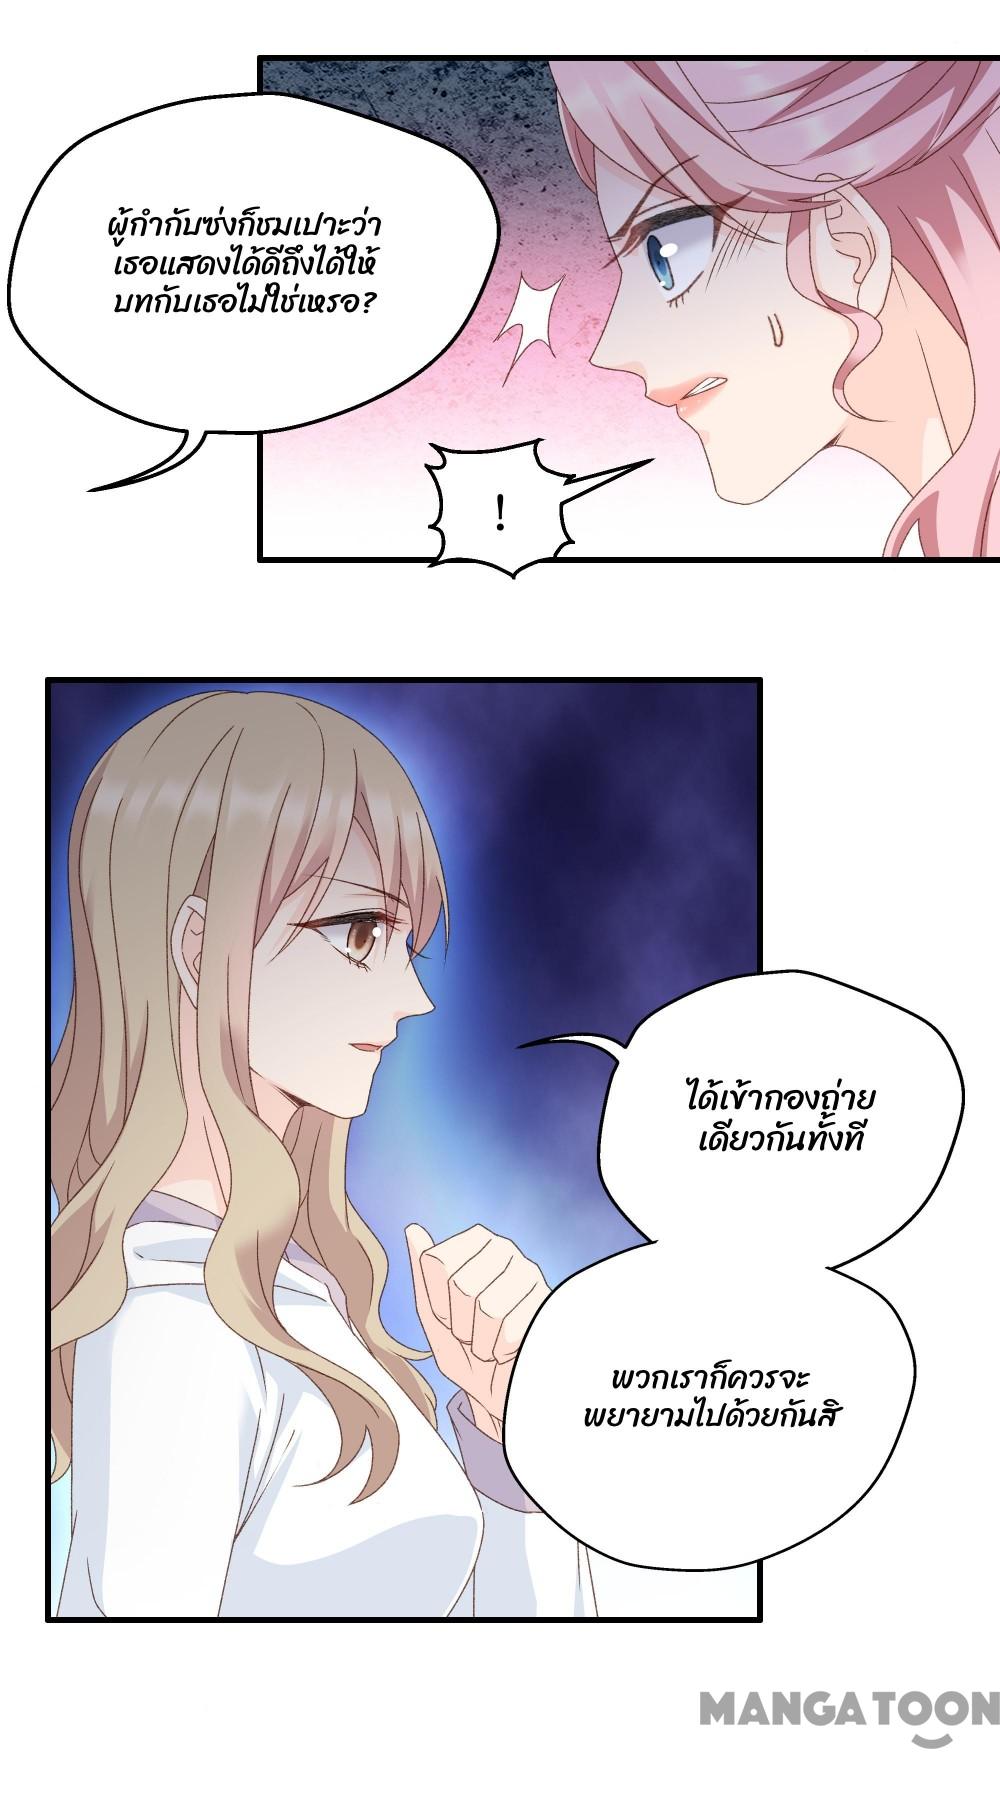 ผู้กำกับซ่งก็ชมเปาะว่า
เธอแสดงได้ดีถึงได้ให้
บทกับเธอไม่ใช่เหรอ?
!
ได้เข้ากองถ่าย
เดียวกันทั้งที
พวกเราก็ควรจะ
พยายามไปด้วยกันสิ
MANGATOON